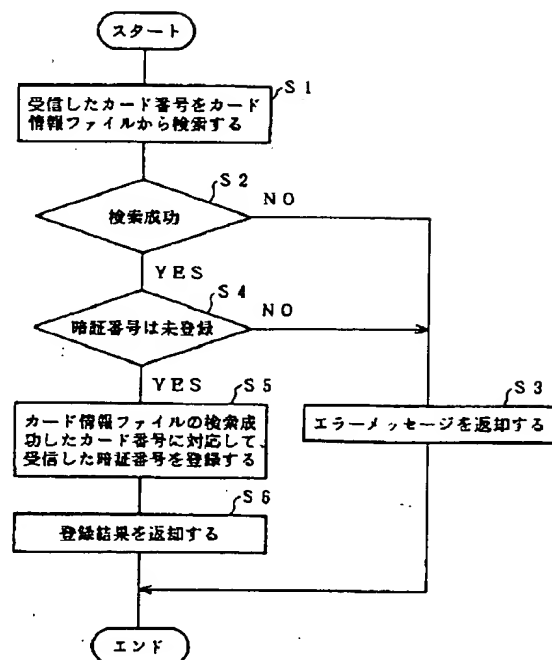 スタート
S1
受信したカード番号をカード
情報ファイルから検索する
S2
検索成功
NO
YES
S4
暗証番号は未登録
NO
YES
S5
カード情報ファイルの検索成
功したカード番号に対応して、
受信した暗証番号を登録する
S3
エラーメッセージを返却する
S6
登録結果を返却する
エンド